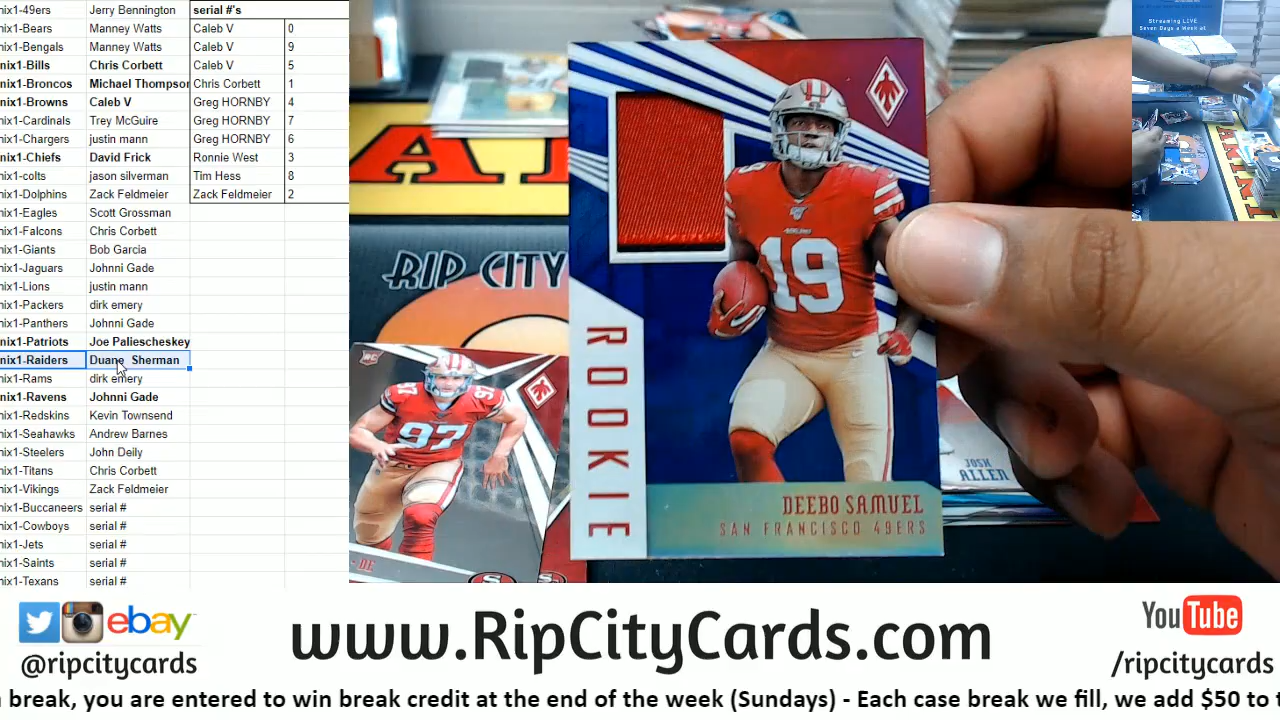 nix1-49ers Jerry Bennington serial #'s
nix1-Bears Manney Watts Caleb V 0
nix1-Bengals Manney Watts Caleb V 9
nix1-Bills Chris Corbett Caleb V 5
nix1-Broncos Michael Thompson Chris Corbett 1
nix1-Browns Caleb V Greg HORNBY 4
nix1-Cardinals Trey McGuire Greg HORNBY 7
nix1-Chargers justin mann Greg HORNBY 6
nix1-Chiefs David Frick Ronnie West 3
nix1-colts jason silverman Tim Hess 8
nix1-Dolphins Zack Feldmeier Zack Feldmeier 2
nix1-Eagles Scott Grossman
nix1-Falcons Chris Corbett
nix1-Giants Bob Garcia
nix1-Jaguars Johnni Gade
nix1-Lions justin mann
nix1-Packers dirk emery
nix1-Panthers Johnni Gade
nix1-Patriots Joe Paliescheskey
nix1-Raiders Duane Sherman
nix1-Rams dirk emery
nix1-Ravens Johnni Gade
nix1-Redskins Kevin Townsend
nix1-Seahawks Andrew Barnes
nix1-Steelers John Deily
nix1-Titans Chris Corbett
nix1-Vikings Zack Feldmeier
nix1-Buccaneers serial #
nix1-Cowboys serial #
nix1-Jets serial #
nix1-Saints serial #
nix1-Texans serial #
Streaming LIVE
Seven Days a Week at
RIP CITY
RC
97
49ERS
19
ROOKIE
DEEBO SAMUEL
SAN FRANCISCO 49ERS
JOSH
ALLEN
DE
ebay
@ripcitycards
www.RipCityCards.com
YouTube
/ripcitycards
break, you are entered to win break credit at the end of the week (Sundays) - Each case break we fill, we add $50 to